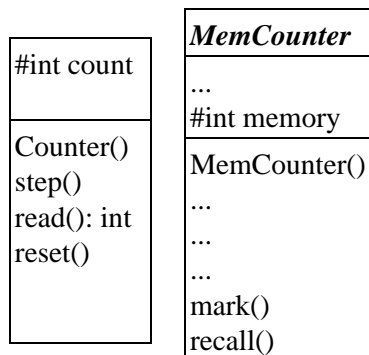 #int count
Counter()
step()
read(): int
reset()
MemCounter
...
#int memory
MemCounter()
...
...
...
mark()
recall()